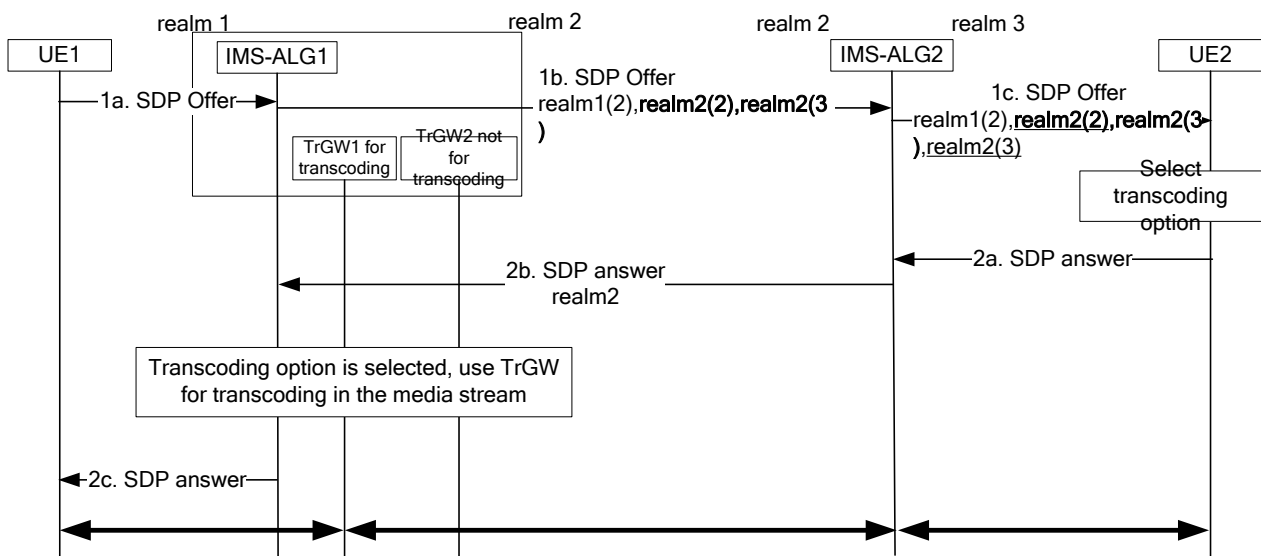 realm 1
realm 2
realm 2
realm 3
UE1
IMS-ALG1
IMS-ALG2
UE2
1a. SDP Offer
1b. SDP Offer
realm1(2),realm2(2),realm2(3
)
1c. SDP Offer
realm1(2),realm2(2),realm2(3
),realm2(3)
TrGW1 for
transcoding
TrGW2 not
for
transcoding
Select
transcoding
option
2a. SDP answer
2b. SDP answer
realm2
Transcoding option is selected, use TrGW
for transcoding in the media stream
2c. SDP answer